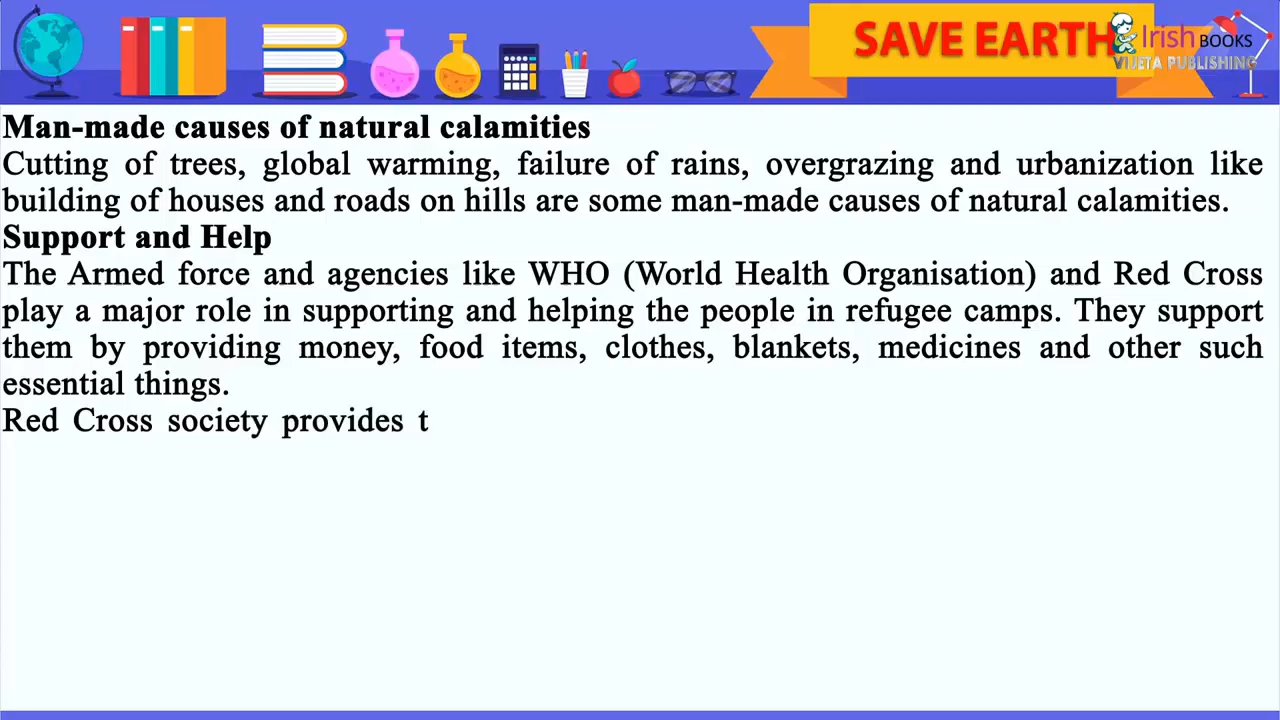 SAVE EARTH
Irish BOOKS
VIJETA PUBLISHING
Man-made causes of natural calamities
Cutting of trees, global warming, failure of rains, overgrazing and urbanization like
building of houses and roads on hills are some man-made causes of natural calamities.
Support and Help
The Armed force and agencies like WHO (World Health Organisation) and Red Cross
play a major role in supporting and helping the people in refugee camps. They support
them by providing money, food items, clothes, blankets, medicines and other such
essential things.
Red Cross society provides t